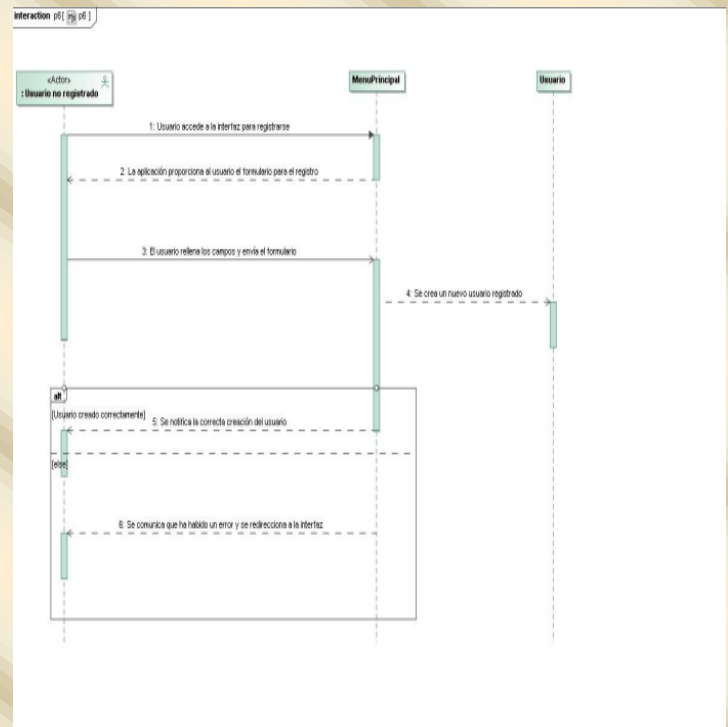 interaction p6[ p6 ]
«Actor»
: Usuario no registrado
MenuPrincipal
Usuario
1: Usuario accede a la interfaz para registrarse
2: La aplicación proporciona al usuario el formulario para el registro
3: El usuario rellena los campos y envía el formulario
4: Se crea un nuevo usuario registrado
alt
[Usuario creado correctamente]
5: Se notifica la correcta creación del usuario
[else]
6: Se comunica que ha habido un error y se redirecciona a la interfaz